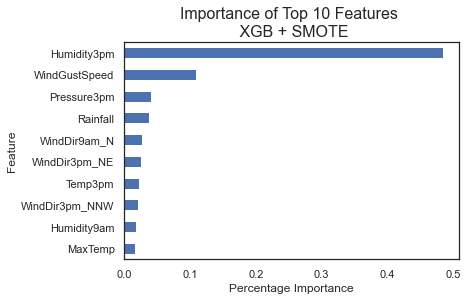 Importance of Top 10 Features
XGB + SMOTE
Humidity3pm
WindGustSpeed
Pressure3pm
Rainfall
WindDir9am_N
WindDir3pm_NE
Temp3pm
WindDir3pm_NNW
Humidity9am
MaxTemp
Feature
0.0 0.1 0.2 0.3 0.4 0.5
Percentage Importance